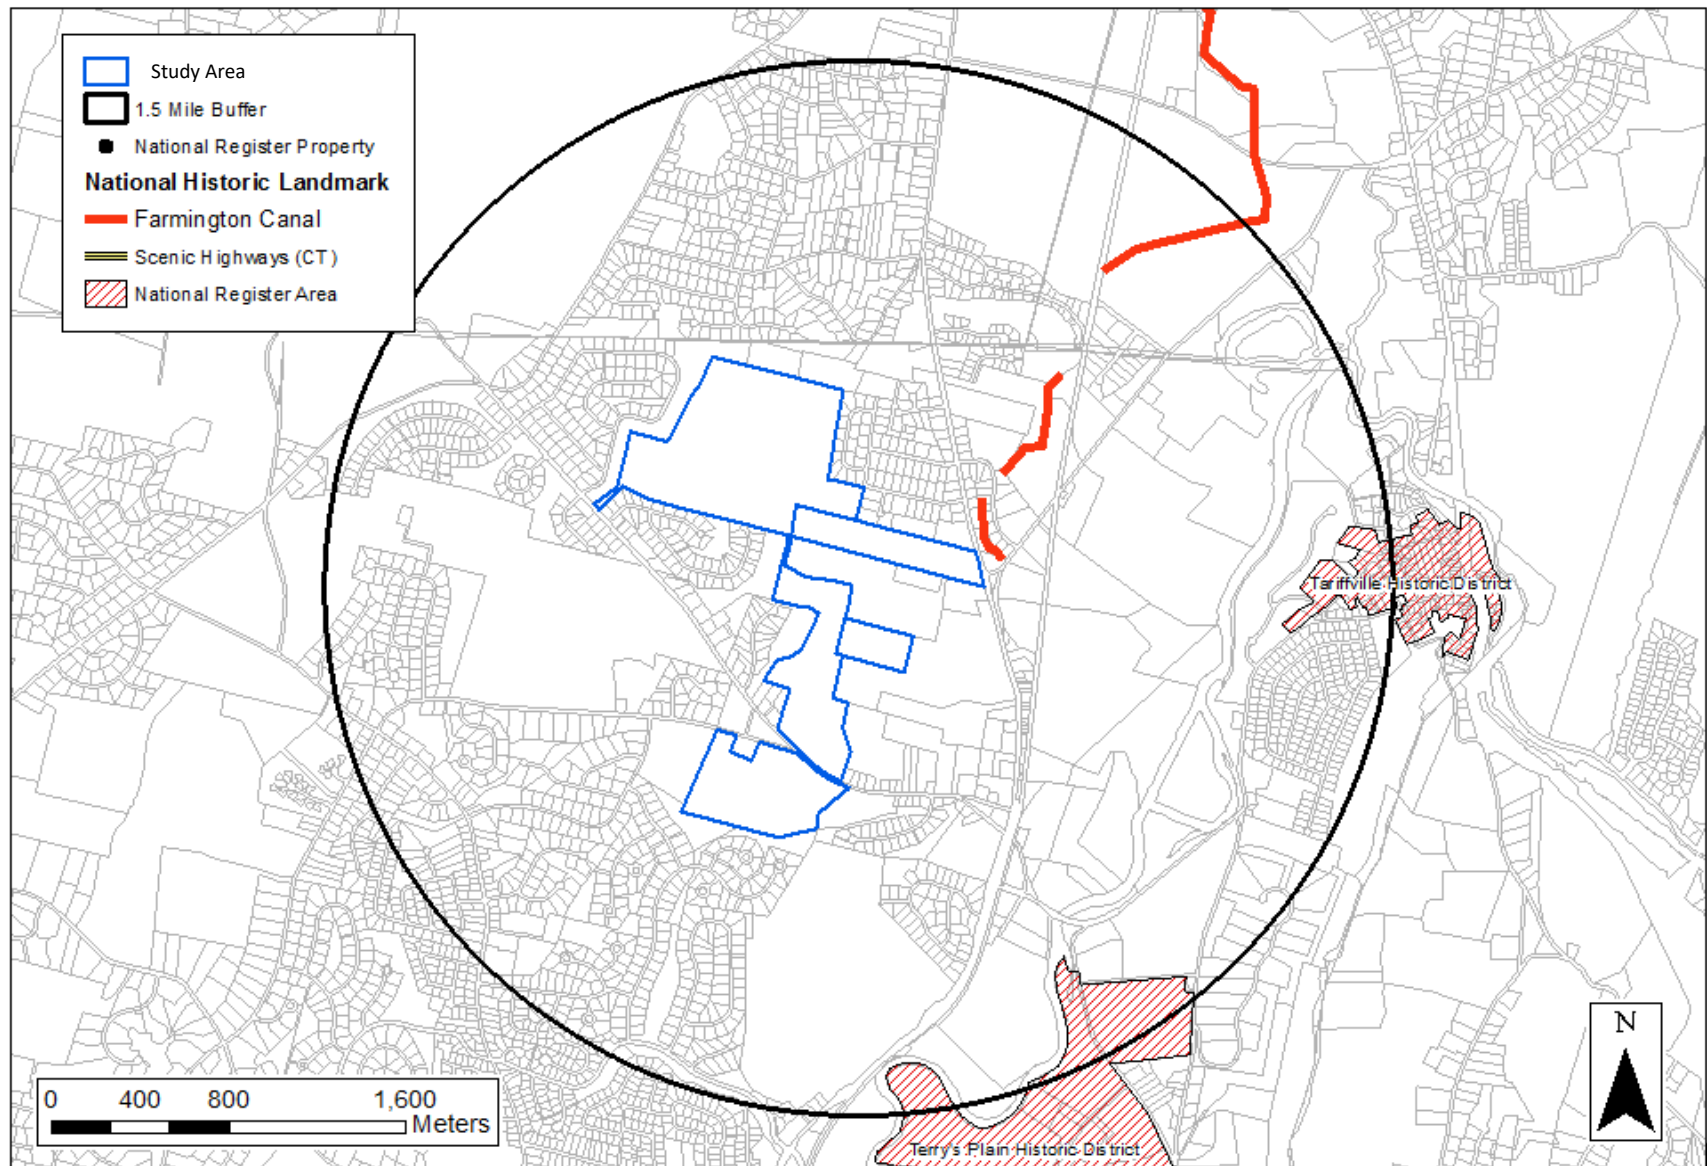 Study Area
1.5 Mile Buffer
National Register Property
National Historic Landmark
Farmington Canal
Scenic Highways (CT)
National Register Area
Tariffville Historic District
Terry's Plain Historic District
0 400 800 1,600
Meters
N